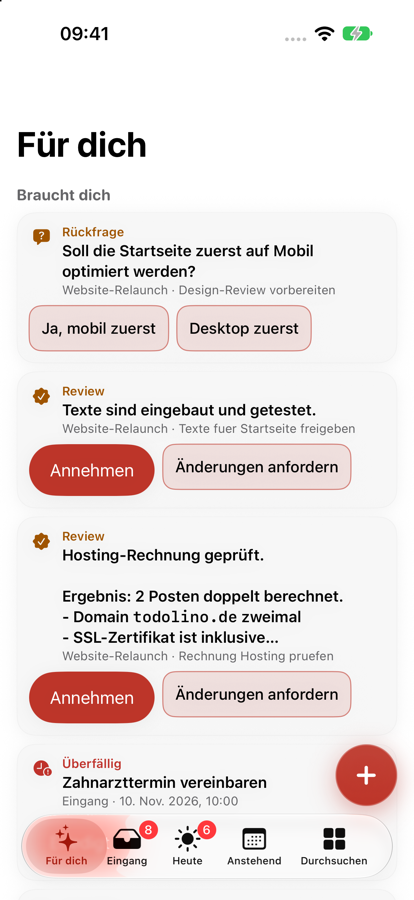 09:41
Für dich
Braucht dich
Rückfrage
Soll die Startseite zuerst auf Mobil
optimiert werden?
Website-Relaunch · Design-Review vorbereiten
Ja, mobil zuerst
Desktop zuerst
Review
Texte sind eingebaut und getestet.
Website-Relaunch · Texte fuer Startseite freigeben
Annehmen
Änderungen anfordern
Review
Hosting-Rechnung geprüft.
Ergebnis: 2 Posten doppelt berechnet.
- Domain todolino.de zweimal
- SSL-Zertifikat ist inklusive...
Website-Relaunch · Rechnung Hosting pruefen
Annehmen
Änderungen anfordern
Überfällig
Zahnarzttermin vereinbaren
Eingang · 10. Nov. 2026, 10:00
8
6
Für dich
Eingang
Heute
Anstehend
Durchsuchen